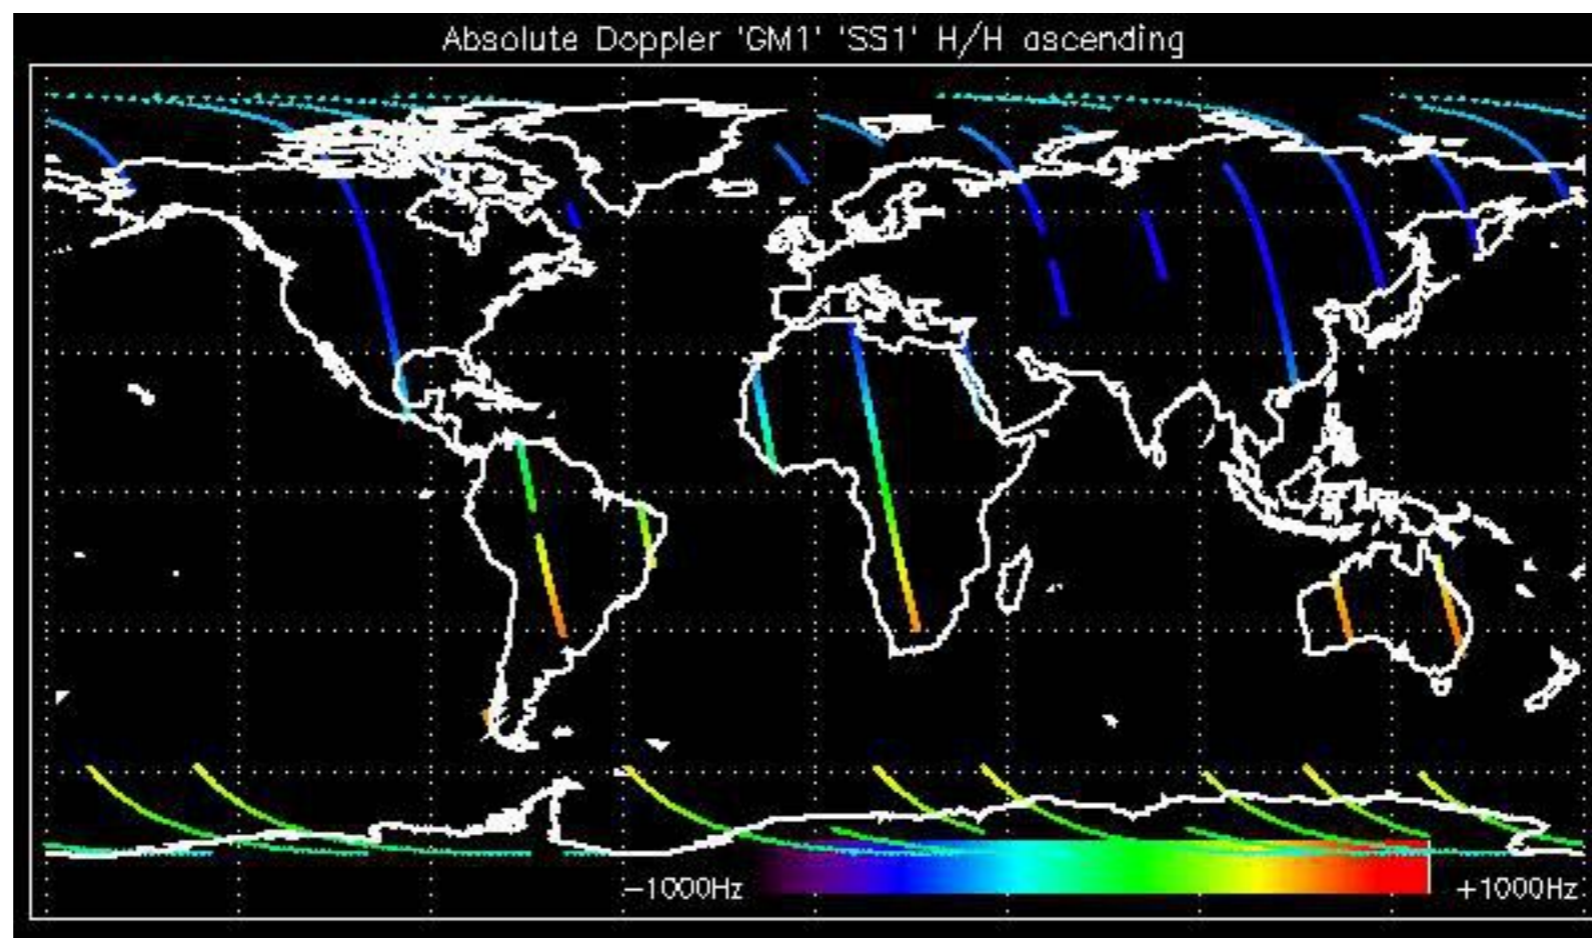 Absolute Doppler 'GM1' 'SS1' H/H ascending
−1000Hz
+1000Hz